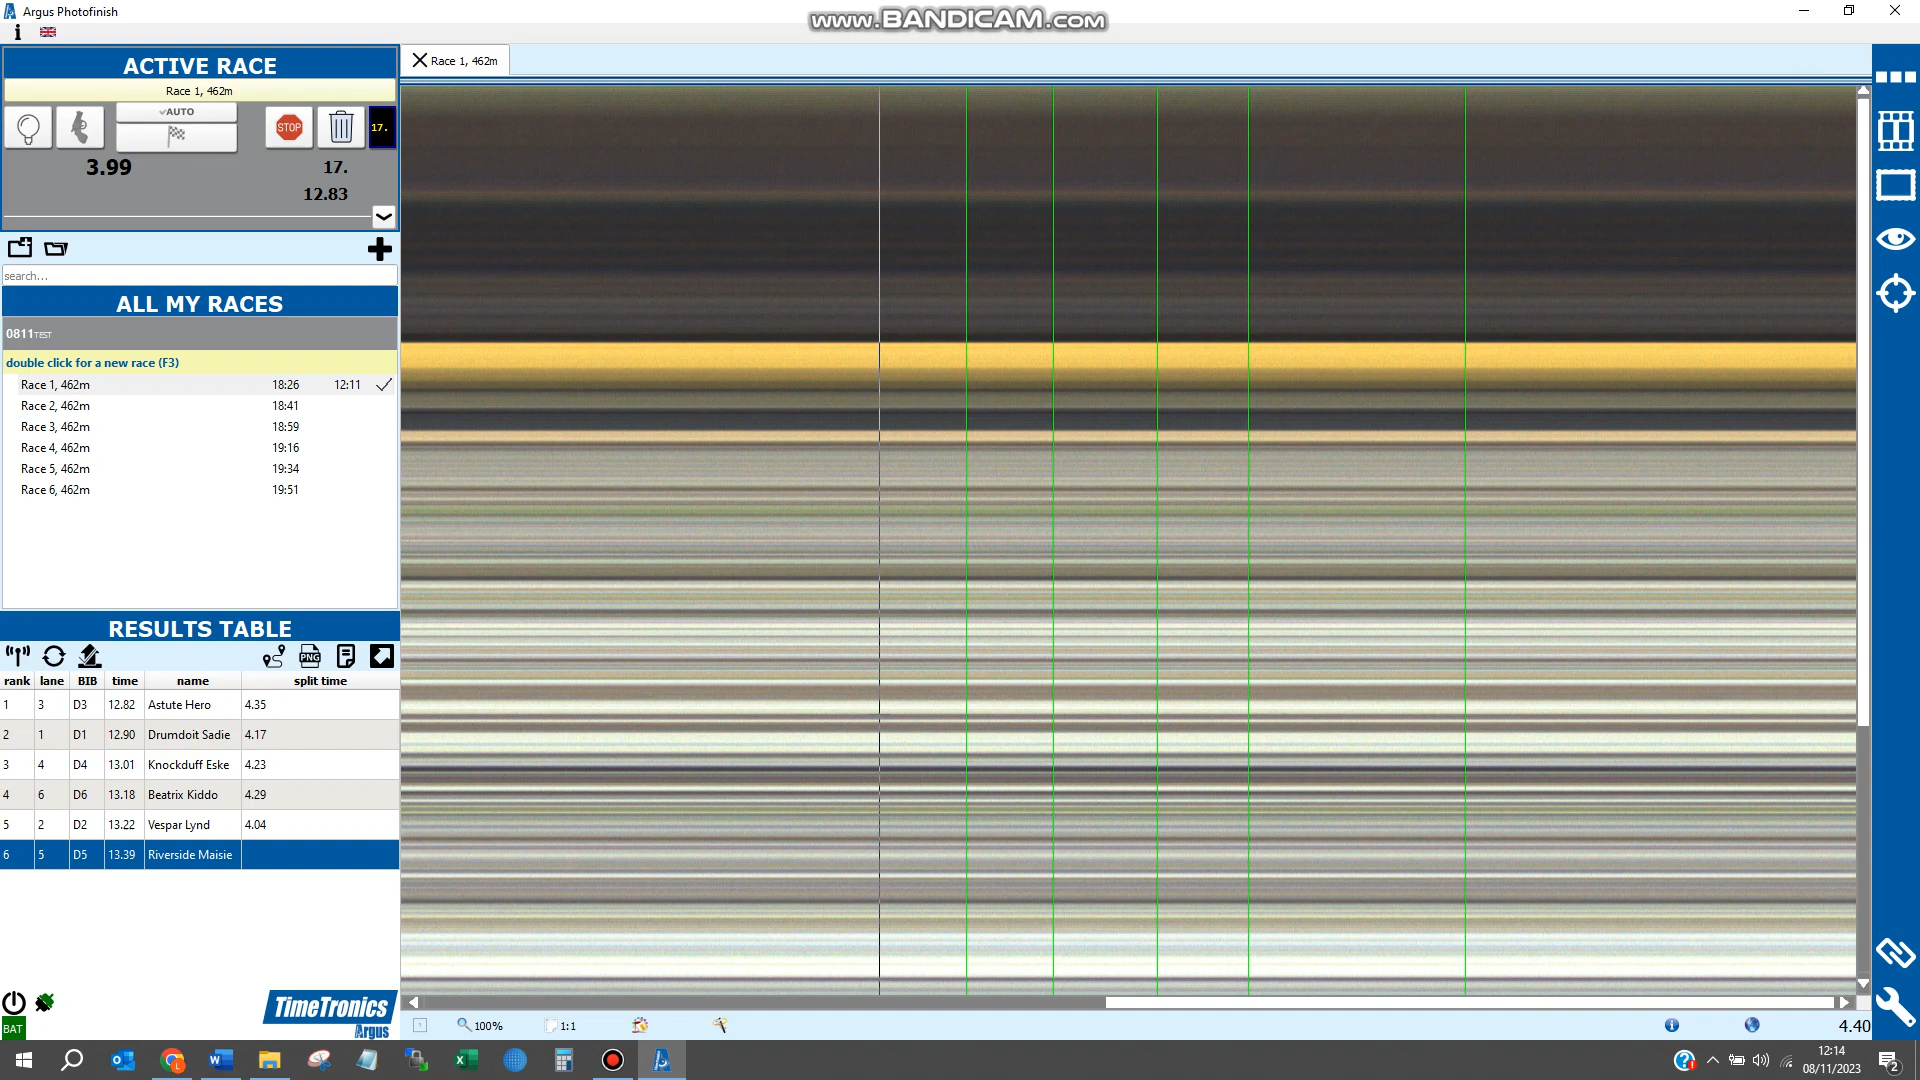 Argus Photofinish
www.BANDICAM.com
ACTIVE RACE
Race 1, 462m
AUTO
STOP
17.
3.99
17.
12.83
search...
ALL MY RACES
0811TEST
double click for a new race (F3)
Race 1, 462m 18:26 12:11
Race 2, 462m 18:41
Race 3, 462m 18:59
Race 4, 462m 19:16
Race 5, 462m 19:34
Race 6, 462m 19:51
RESULTS TABLE
PNG
rank lane BIB time name split time
1 3 D3 12.82 Astute Hero 4.35
2 1 D1 12.90 Drumdoit Sadie 4.17
3 4 D4 13.01 Knockduff Eske 4.23
4 6 D6 13.18 Beatrix Kiddo 4.29
5 2 D2 13.22 Vespar Lynd 4.04
6 5 D5 13.39 Riverside Maisie
BAT
TimeTronics
Argus
Race 1, 462m
100%
1:1
4.40
12:14
08/11/2023
2